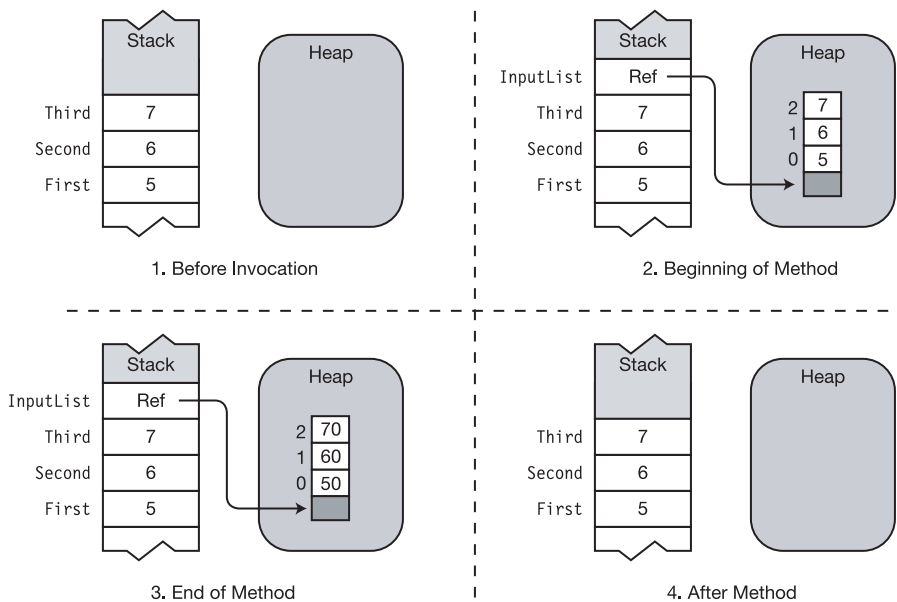 Stack
Heap
Third 7
Second 6
First 5
1. Before Invocation
Stack
Heap
InputList Ref
Third 7
Second 6
First 5
2 7
1 6
0 5
2. Beginning of Method
Stack
Heap
InputList Ref
Third 7
Second 6
First 5
2 70
1 60
0 50
3. End of Method
Stack
Heap
Third 7
Second 6
First 5
4. After Method